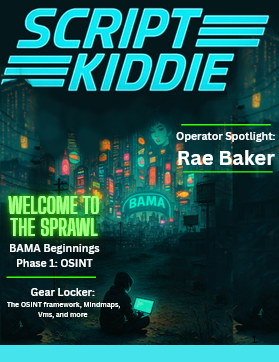 SCRIPT
KIDDIE
Operator Spotlight:
Rae Baker
BAMA
WELCOME TO
THE SPRAWL
BAMA Beginnings
Phase 1: OSINT
Gear Locker:
The OSINT framework, Mindmaps,
Vms, and more